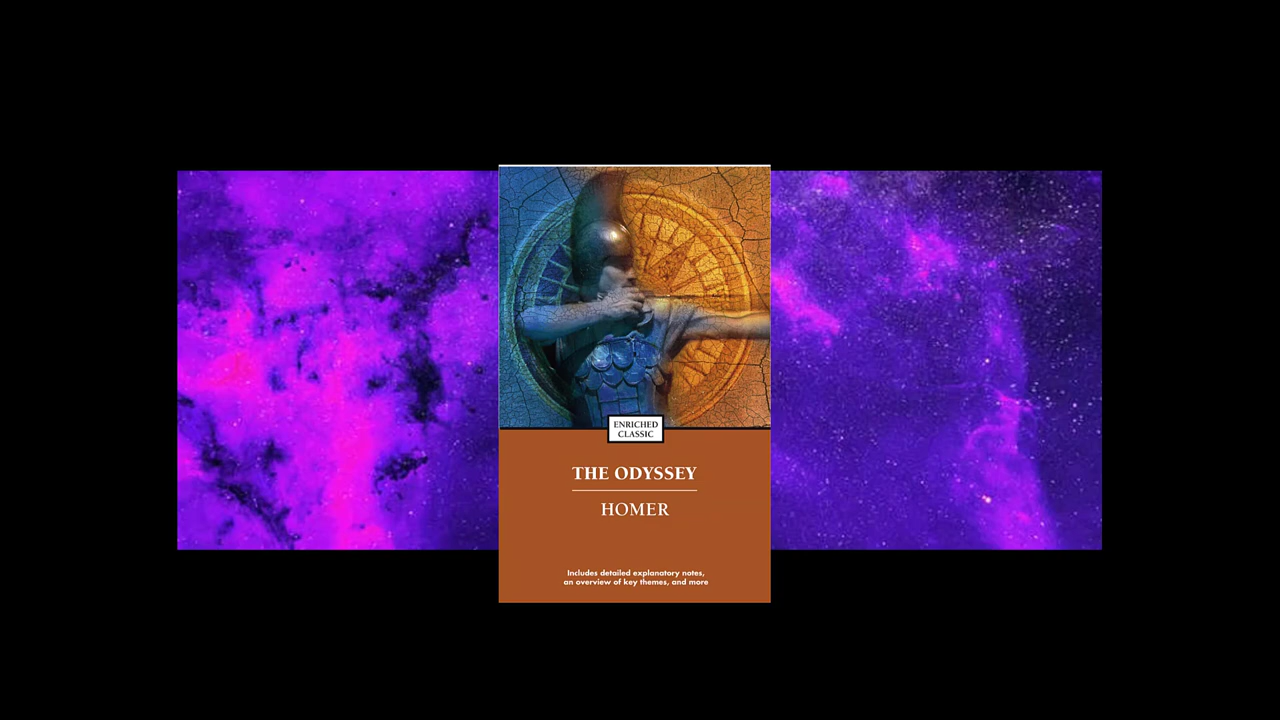 ENRICHED
CLASSIC
THE ODYSSEY
HOMER
Includes detailed explanatory notes,
an overview of key themes, and more